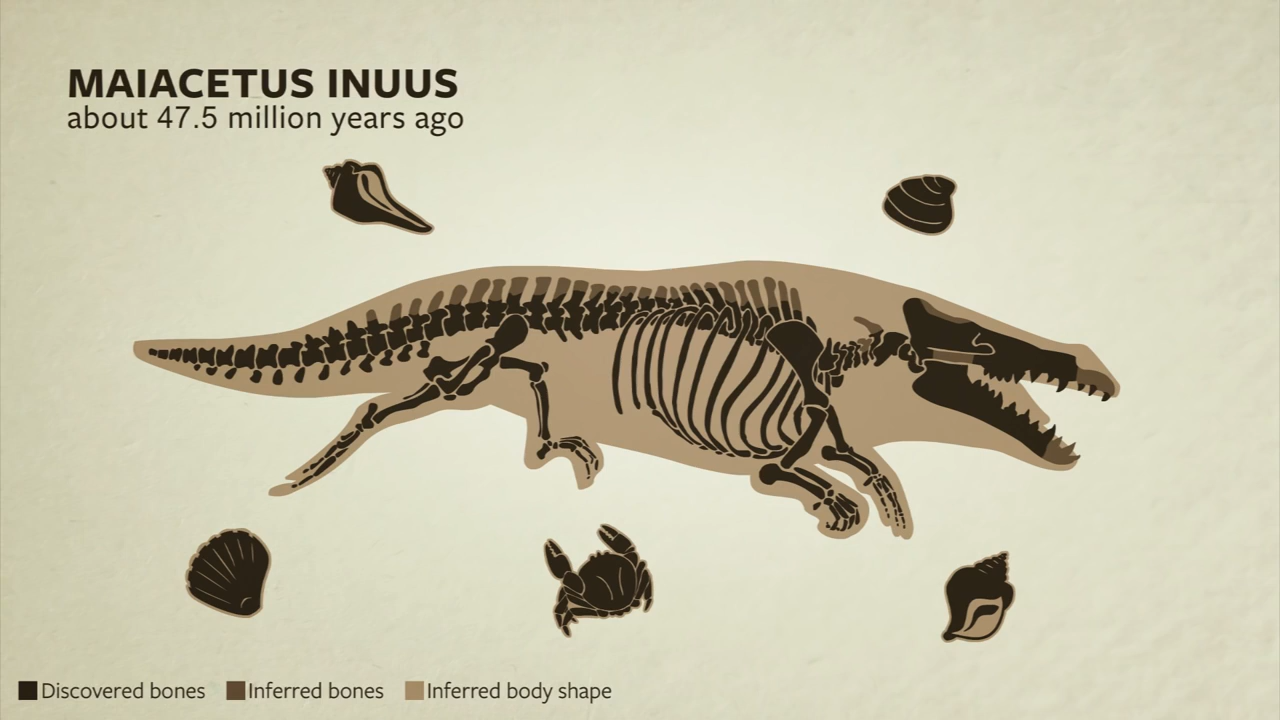 MAIACETUS INUUS
about 47.5 million years ago
Discovered bones Inferred bones Inferred body shape